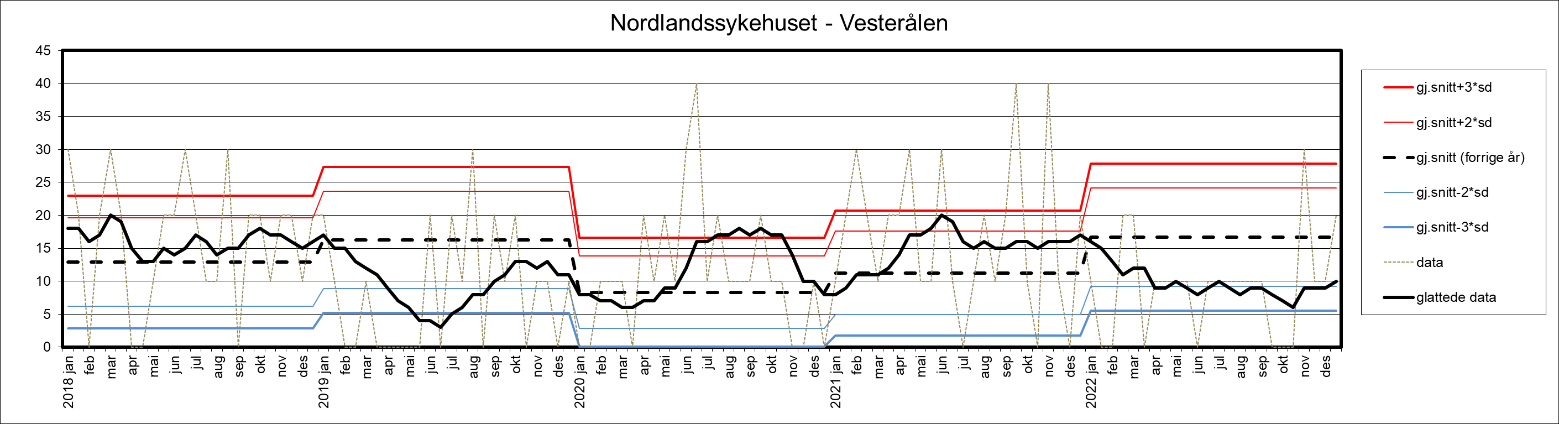 Nordlandssykehuset - Vesterålen
45
40
35
30
25
20
15
10
5
0
2018 jan
feb
mar
apr
mai
jun
jul
aug
sep
okt
nov
des
2019 jan
feb
mar
apr
mai
jun
jul
aug
sep
okt
nov
des
2020 jan
feb
mar
apr
mai
jun
jul
aug
sep
okt
nov
des
2021 jan
feb
mar
apr
mai
jun
jul
aug
sep
okt
nov
des
2022 jan
feb
mar
apr
mai
jun
jul
aug
sep
okt
nov
des
gj.snitt+3*sd
gj.snitt+2*sd
gj.snitt (forrige år)
gj.snitt-2*sd
gj.snitt-3*sd
data
glattede data